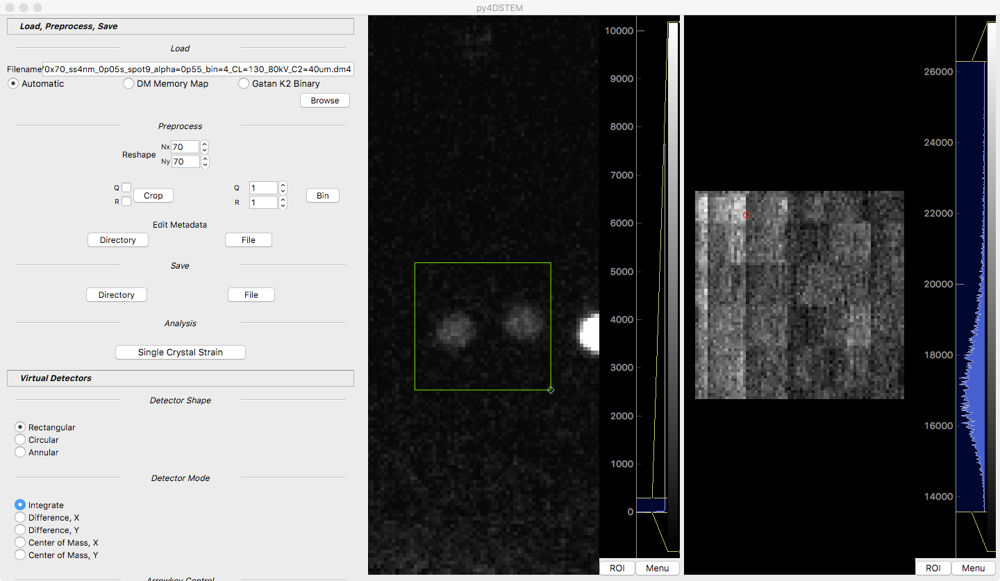 py4DSTEM
Load, Preprocess, Save
Load
Filename 0x70_ss4nm_0p05s_spot9_alpha=0p55_bin=4_CL=130_80kV_C2=40um.dm4
Automatic DM Memory Map Gatan K2 Binary
Browse
Preprocess
Reshape
Nx 70
Ny 70
Q
R
Crop
Q 1
R 1
Bin
Edit Metadata
Directory File
Save
Directory File
Analysis
Single Crystal Strain
Virtual Detectors
Detector Shape
Rectangular
Circular
Annular
Detector Mode
Integrate
Difference, X
Difference, Y
Center of Mass, X
Center of Mass, Y
Arrowkey Control
10000
9000
8000
7000
6000
5000
4000
3000
2000
1000
0
ROI Menu
26000
24000
22000
20000
18000
16000
14000
ROI Menu